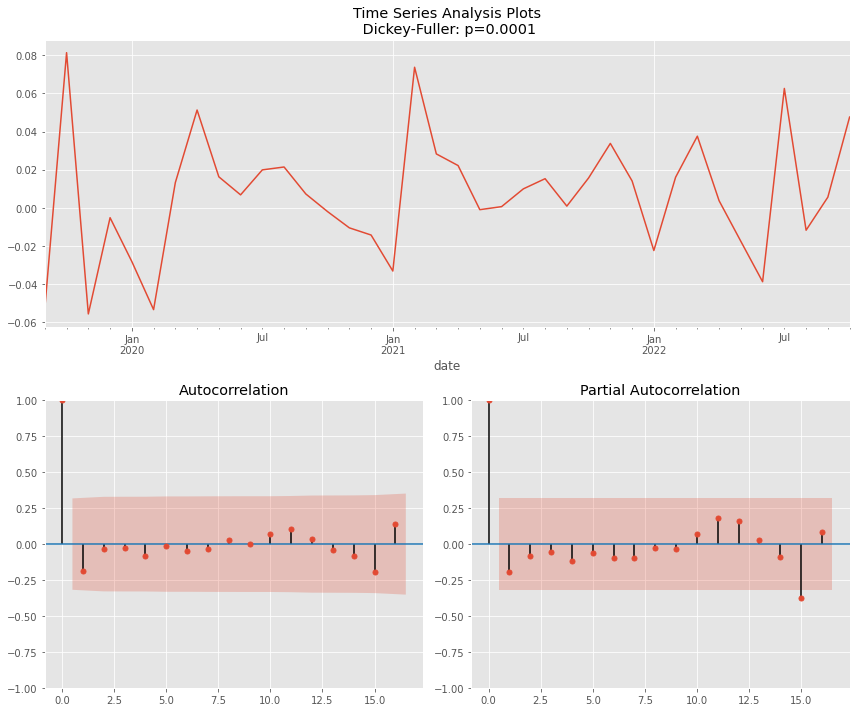 Time Series Analysis Plots
Dickey-Fuller: p=0.0001
0.08
0.06
0.04
0.02
0.00
−0.02
−0.04
−0.06
Jan Jul Jan Jul Jan Jul
2020 2021 2022
date
Autocorrelation
1.00
0.75
0.50
0.25
0.00
−0.25
−0.50
−0.75
−1.00
0.0 2.5 5.0 7.5 10.0 12.5 15.0
Partial Autocorrelation
1.00
0.75
0.50
0.25
0.00
−0.25
−0.50
−0.75
−1.00
0.0 2.5 5.0 7.5 10.0 12.5 15.0